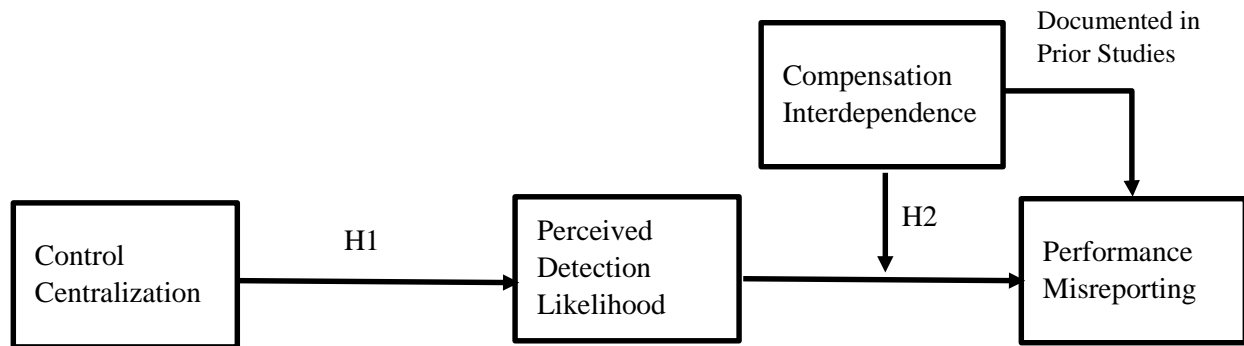 Documented in
Prior Studies
Compensation
Interdependence
H1
H2
Control
Centralization
Perceived
Detection
Likelihood
Performance
Misreporting